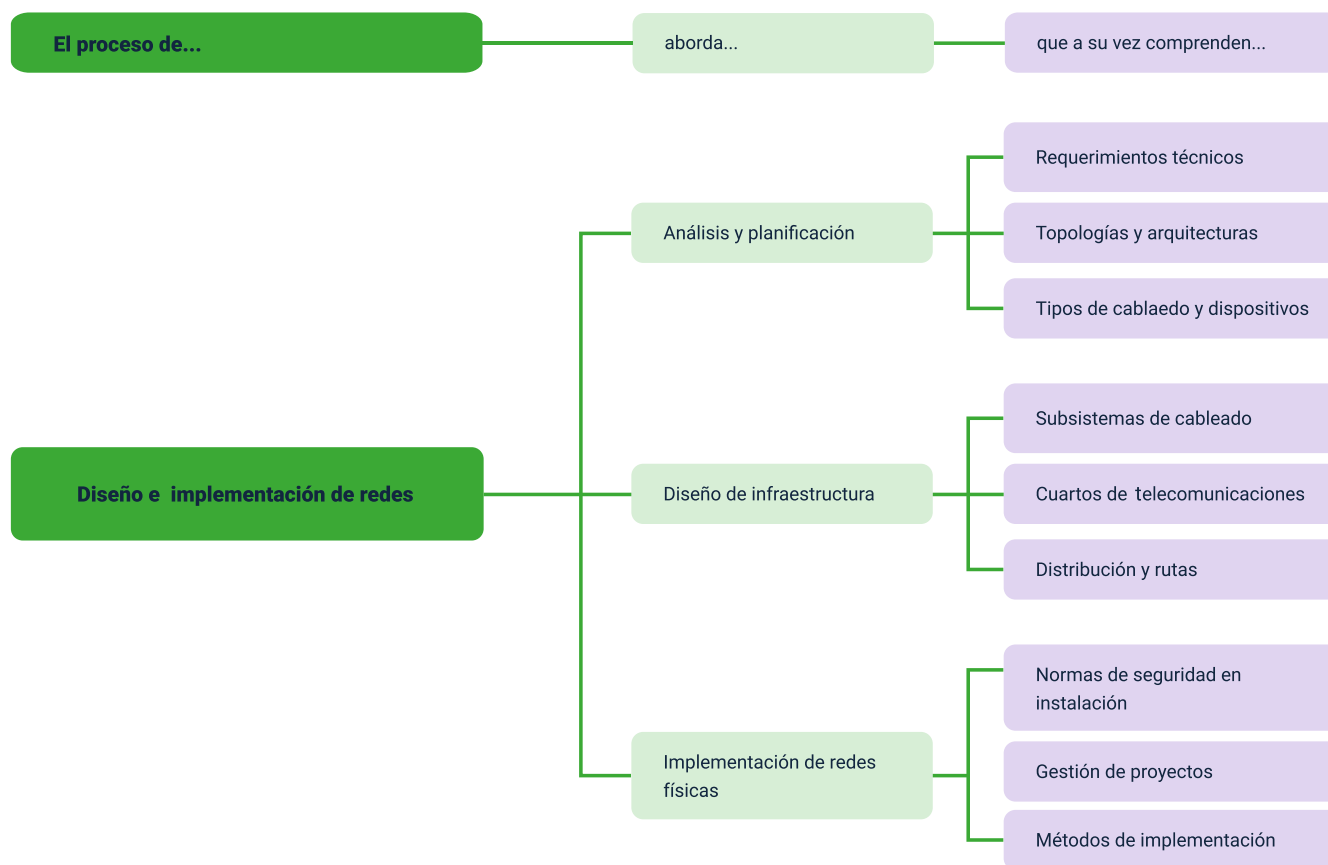 El proceso de...
aborda...
que a su vez comprenden...
Requerimientos técnicos
Análisis y planificación
Topologías y arquitecturas
Tipos de cablaedo y dispositivos
Subsistemas de cableado
Diseño e  implementación de redes
Diseño de infraestructura
Cuartos de  telecomunicaciones
Distribución y rutas
Normas de seguridad en
instalación
Implementación de redes
físicas
Gestión de proyectos
Métodos de implementación